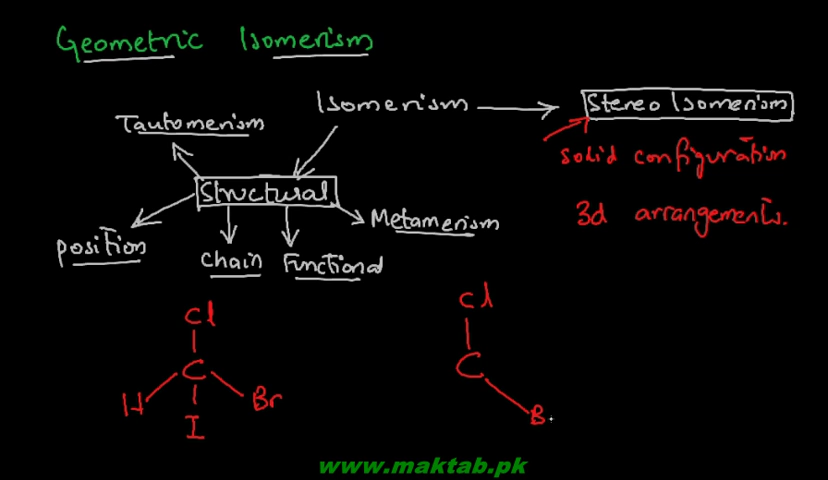 Geometric Isomerism
Isomerism
Stereo Isomerism
Tautomerism
solid configuration
Structural
3d arrangements.
Metamerism
position
chain
Functional
Cl
Cl
C
C
H
Br
I
B
www.maktab.pk